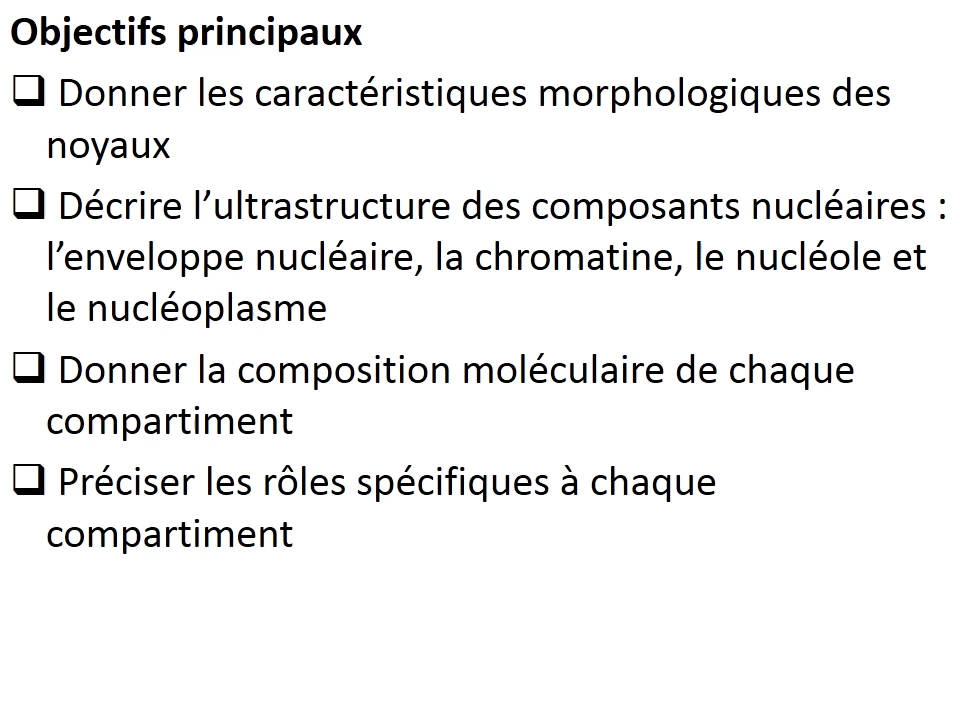 Objectifs principaux
❑ Donner les caractéristiques morphologiques des
noyaux
❑ Décrire l’ultrastructure des composants nucléaires :
l’enveloppe nucléaire, la chromatine, le nucléole et
le nucléoplasme
❑ Donner la composition moléculaire de chaque
compartiment
❑ Préciser les rôles spécifiques à chaque
compartiment